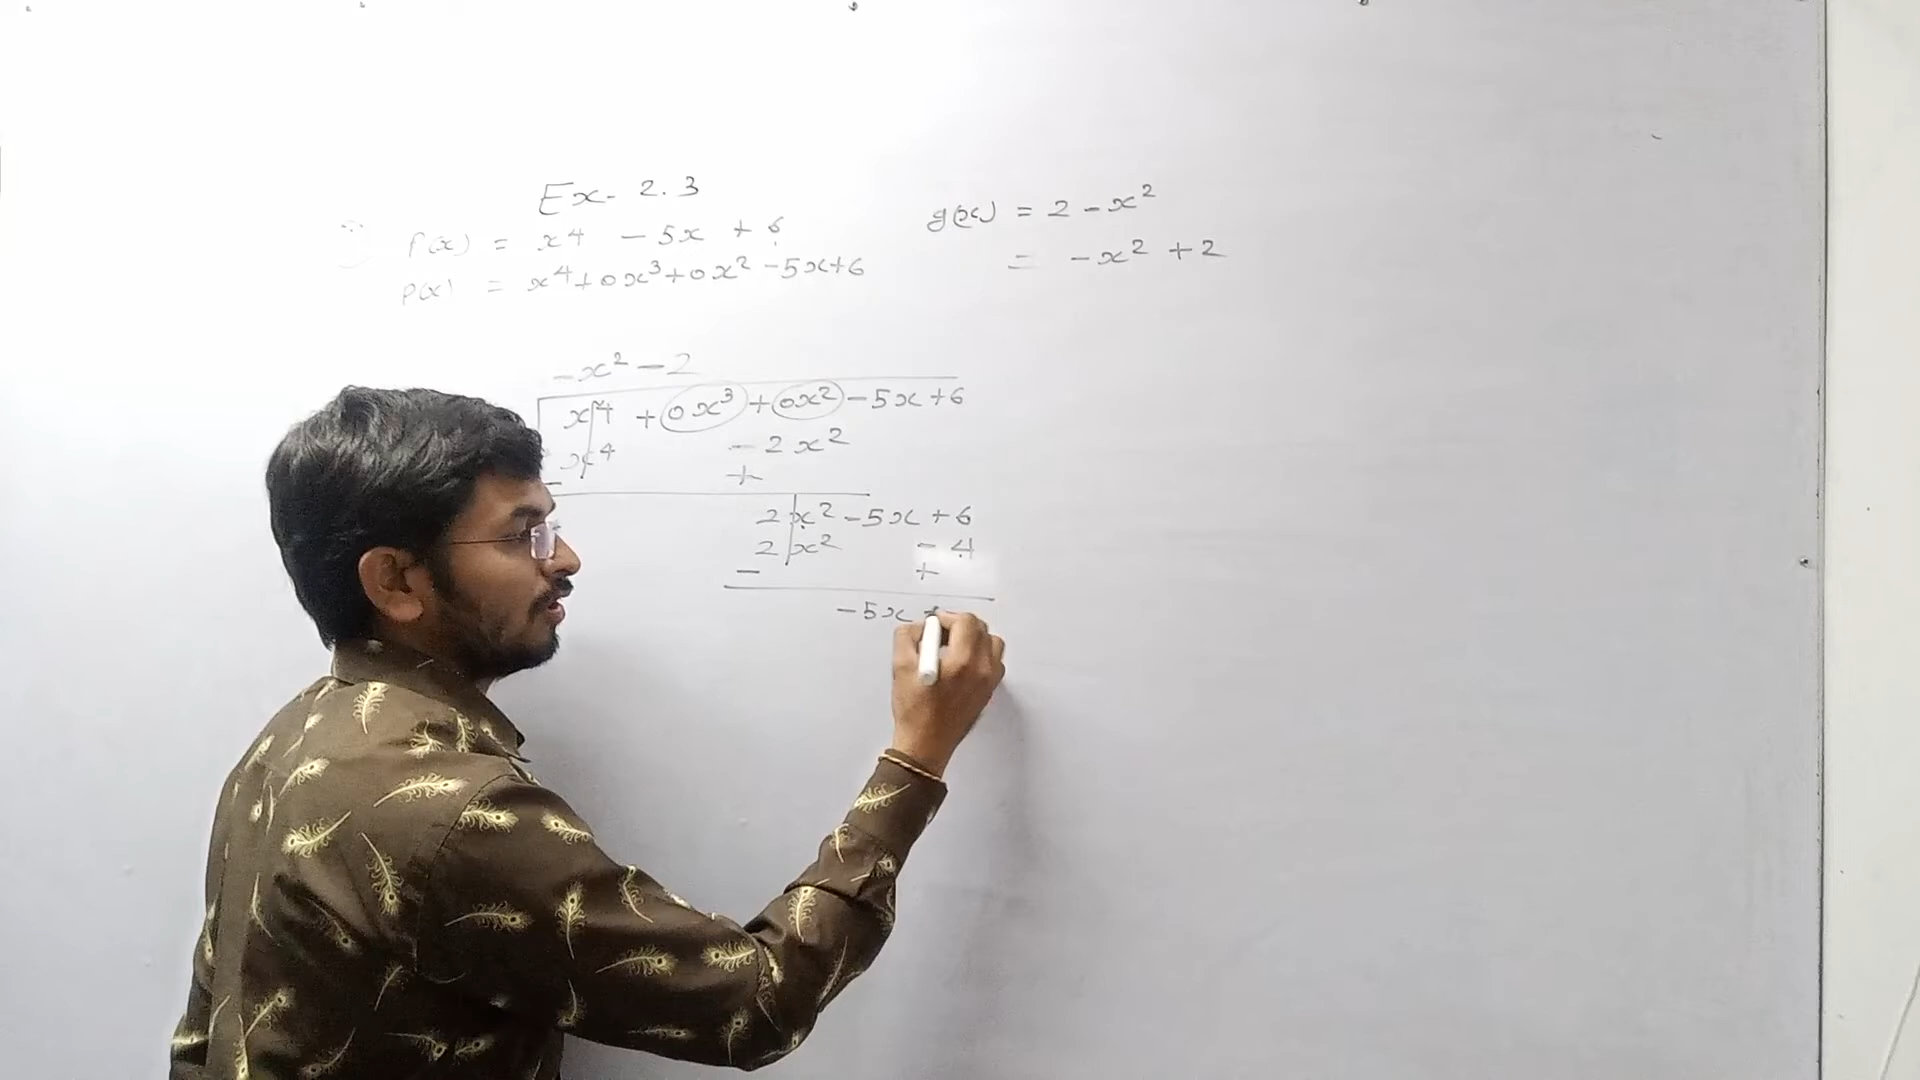 Ex- 2.3
P(x) = x4 - 5x + 6
P(x) = x⁴+0x³+0x²-5x+6
g(x) = 2-x²
= -x² +2
-x² -2
x⁴ +0x³ +0x² -5x+6
x⁴ -2x²
- +
2x² -5x +6
2x² - 4
- +
-5x +